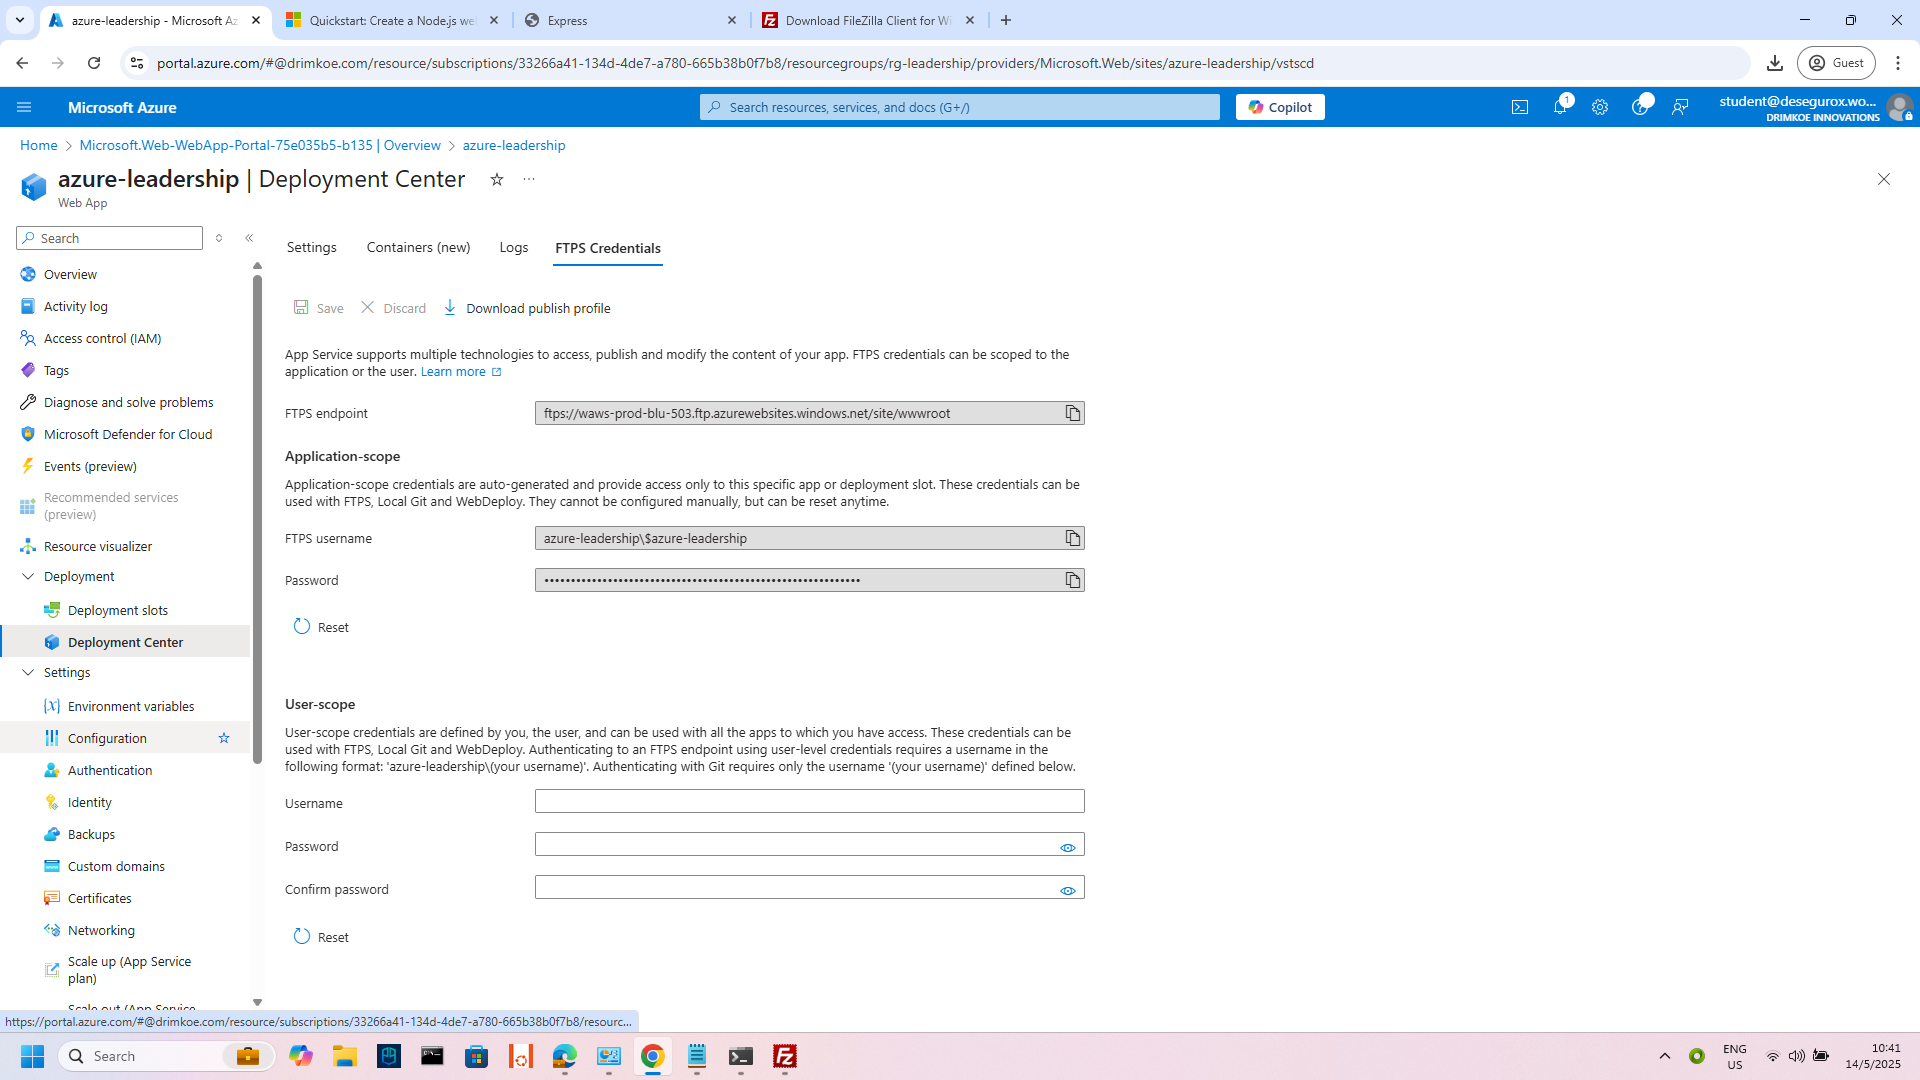 azure-leadership - Microsoft Az
Quickstart: Create a Node.js we
Express
Download FileZilla Client for Wi
portal.azure.com/#@drimkoe.com/resource/subscriptions/33266a41-134d-4de7-a780-665b38b0f7b8/resourcegroups/rg-leadership/providers/Microsoft.Web/sites/azure-leadership/vstscd
Guest
Microsoft Azure
Search resources, services, and docs (G+/)
Copilot
1
student@desegurox.wo...
DRIMKOE INNOVATIONS
Home > Microsoft.Web-WebApp-Portal-75e035b5-b135 | Overview > azure-leadership
azure-leadership | Deployment Center
Web App
Search
Overview
Activity log
Access control (IAM)
Tags
Diagnose and solve problems
Microsoft Defender for Cloud
Events (preview)
Recommended services
(preview)
Resource visualizer
Deployment
Deployment slots
Deployment Center
Settings
Environment variables
Configuration
Authentication
Identity
Backups
Custom domains
Certificates
Networking
Scale up (App Service
plan)
Scale out (App Service
Settings
Containers (new)
Logs
FTPS Credentials
Save
Discard
Download publish profile
App Service supports multiple technologies to access, publish and modify the content of your app. FTPS credentials can be scoped to the
application or the user. Learn more
FTPS endpoint
ftps://waws-prod-blu-503.ftp.azurewebsites.windows.net/site/wwwroot
Application-scope
Application-scope credentials are auto-generated and provide access only to this specific app or deployment slot. These credentials can be
used with FTPS, Local Git and WebDeploy. They cannot be configured manually, but can be reset anytime.
FTPS username
azure-leadership\$azure-leadership
Password
Reset
User-scope
User-scope credentials are defined by you, the user, and can be used with all the apps to which you have access. These credentials can be
used with FTPS, Local Git and WebDeploy. Authenticating to an FTPS endpoint using user-level credentials requires a username in the
following format: 'azure-leadership\(your username)'. Authenticating with Git requires only the username '(your username)' defined below.
Username
Password
Confirm password
Reset
https://portal.azure.com/#@drimkoe.com/resource/subscriptions/33266a41-134d-4de7-a780-665b38b0f7b8/resourc...
Search
ENG
US
10:41
14/5/2025